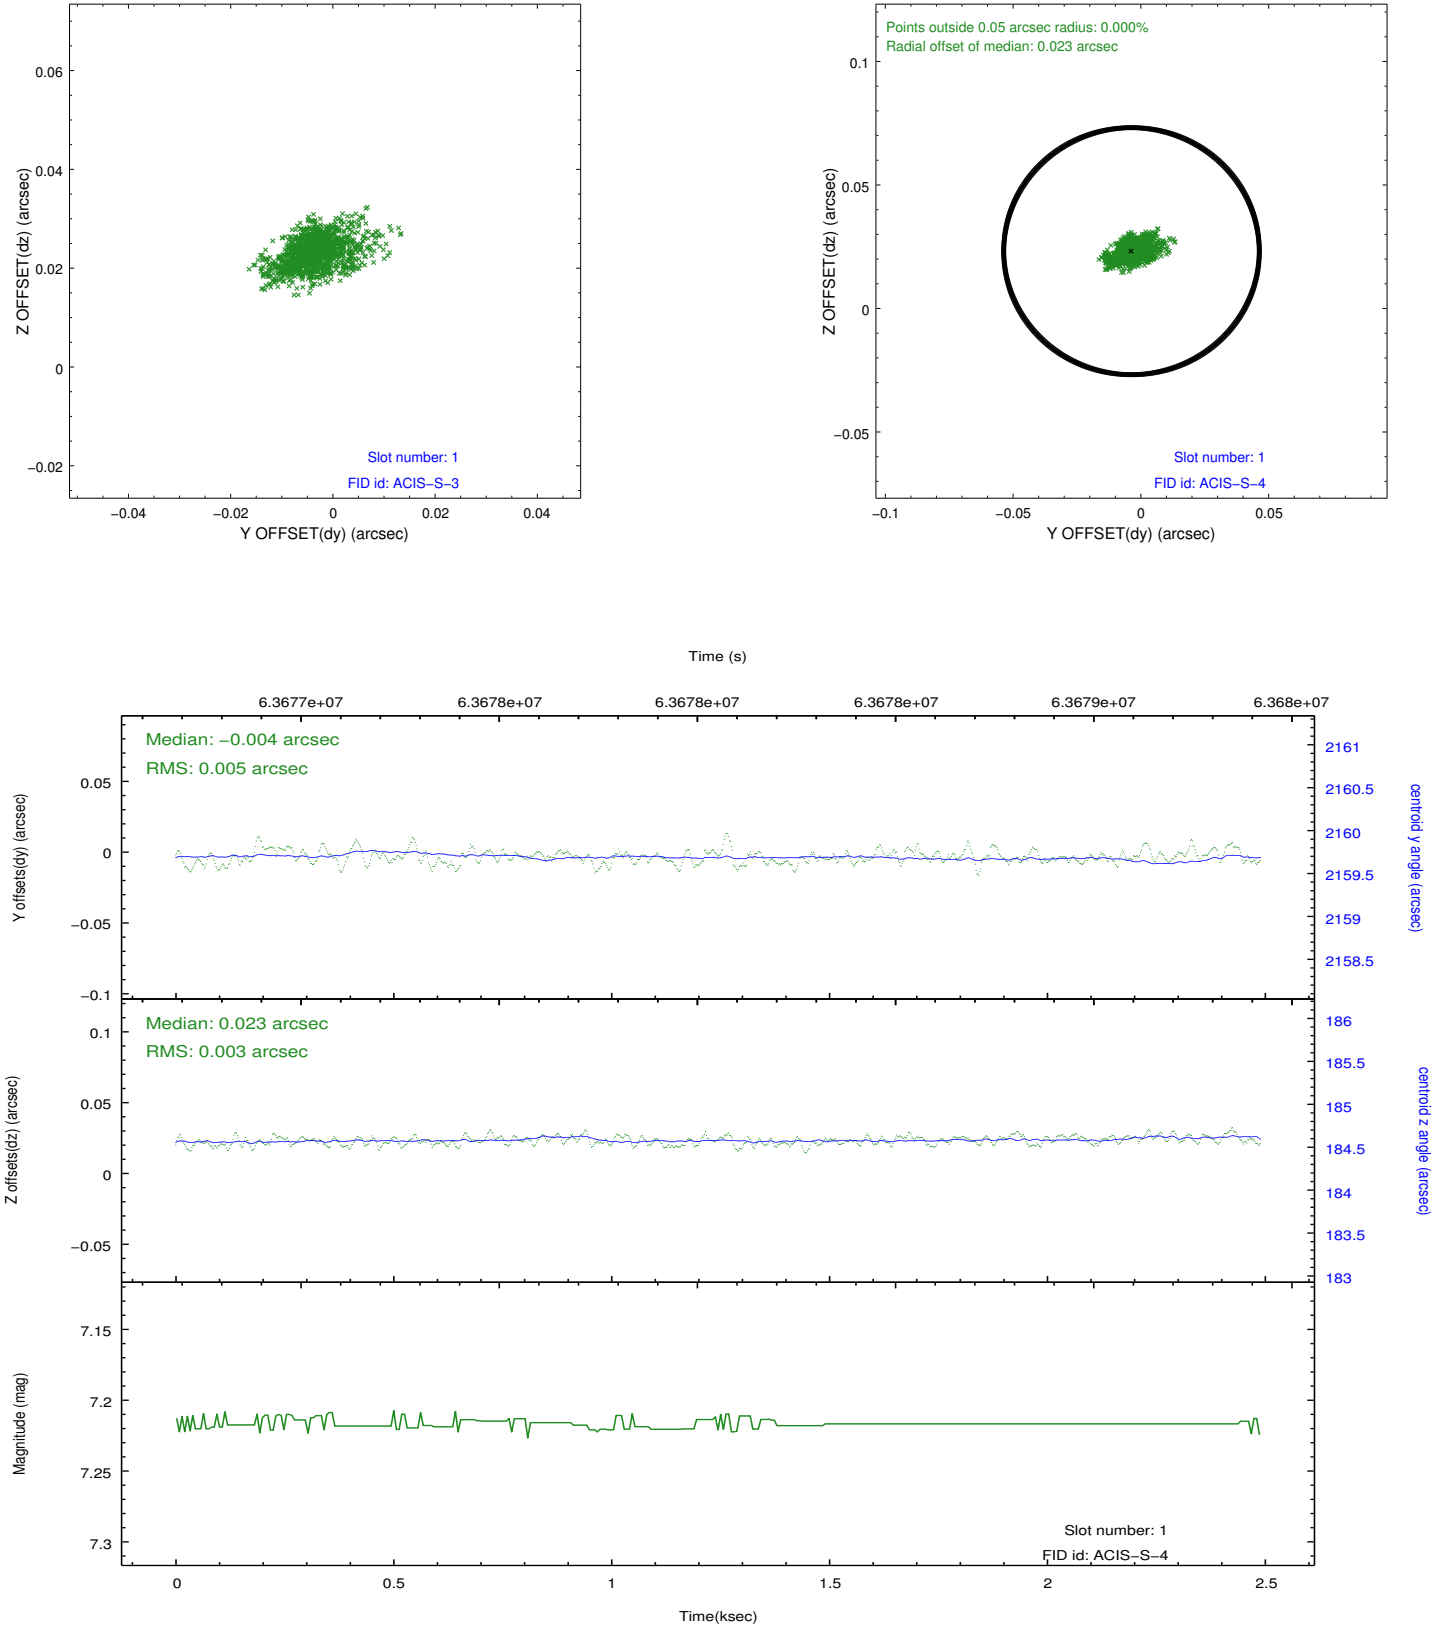 0.06
0.04
0.02
0
−0.02
Z OFFSET(dz) (arcsec)
Slot number: 1
FID id: ACIS−S−3
−0.04
−0.02
0
0.02
0.04
Y OFFSET(dy) (arcsec)
Points outside 0.05 arcsec radius: 0.000%
Radial offset of median: 0.023 arcsec
0.1
0.05
0
−0.05
Z OFFSET(dz) (arcsec)
Slot number: 1
FID id: ACIS−S−4
−0.1
−0.05
0
0.05
Y OFFSET(dy) (arcsec)
Time (s)
6.3677e+07
6.3678e+07
6.3678e+07
6.3678e+07
6.3679e+07
6.368e+07
Median: −0.004 arcsec
RMS: 0.005 arcsec
0.05
0
−0.05
−0.1
Y offsets(dy) (arcsec)
2161
2160.5
2160
2159.5
2159
2158.5
centroid y angle (arcsec)
Median: 0.023 arcsec
RMS: 0.003 arcsec
0.1
0.05
0
−0.05
Z offsets(dz) (arcsec)
186
185.5
185
184.5
184
183.5
183
centroid z angle (arcsec)
7.15
7.2
7.25
7.3
Magnitude (mag)
Slot number: 1
FID id: ACIS−S−4
0
0.5
1
1.5
2
2.5
Time(ksec)